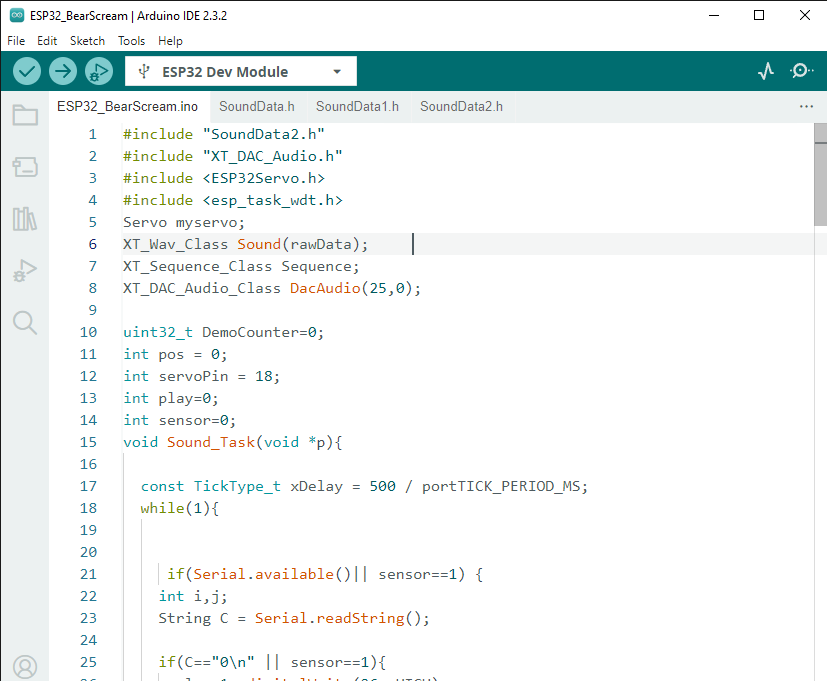 ESP32_BearScream | Arduino IDE 2.3.2
File Edit Sketch Tools Help
ESP32 Dev Module
ESP32_BearScream.ino SoundData.h SoundData1.h SoundData2.h
1 #include "SoundData2.h"
2 #include "XT_DAC_Audio.h"
3 #include <ESP32Servo.h>
4 #include <esp_task_wdt.h>
5 Servo myservo;
6 XT_Wav_Class Sound(rawData);
7 XT_Sequence_Class Sequence;
8 XT_DAC_Audio_Class DacAudio(25,0);
9
10 uint32_t DemoCounter=0;
11 int pos = 0;
12 int servoPin = 18;
13 int play=0;
14 int sensor=0;
15 void Sound_Task(void *p){
16
17 const TickType_t xDelay = 500 / portTICK_PERIOD_MS;
18 while(1){
19
20
21 if(Serial.available()|| sensor==1) {
22 int i,j;
23 String C = Serial.readString();
24
25 if(C=="0\n" || sensor==1){